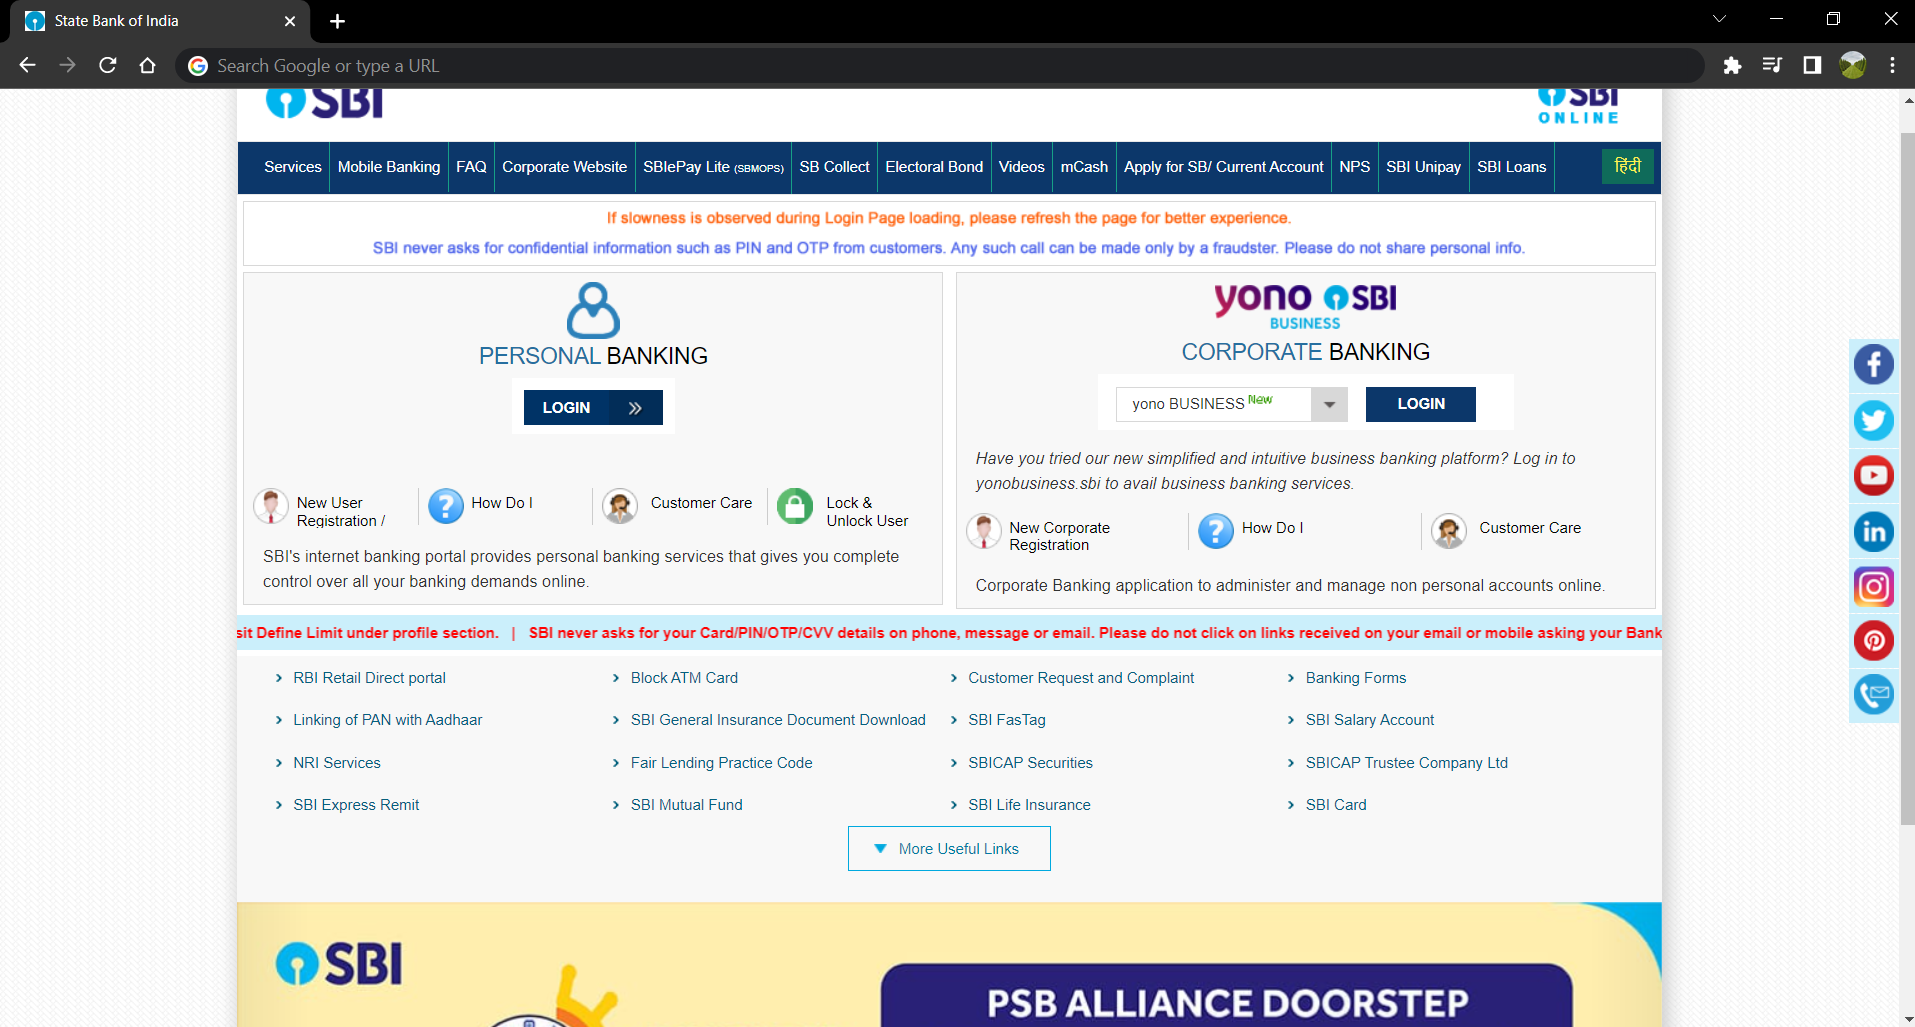 State Bank of India
Search Google or type a URL
SBI
SBI
ONLINE
Services
Mobile Banking
FAQ
Corporate Website
SBIePay Lite (SBMOPS)
SB Collect
Electoral Bond
Videos
mCash
Apply for SB/ Current Account
NPS
SBI Unipay
SBI Loans
हिंदी
If slowness is observed during Login Page loading, please refresh the page for better experience.
SBI never asks for confidential information such as PIN and OTP from customers. Any such call can be made only by a fraudster. Please do not share personal info.
PERSONAL BANKING
LOGIN
New User
Registration /
How Do I
Customer Care
Lock &
Unlock User
SBI's internet banking portal provides personal banking services that gives you complete
control over all your banking demands online.
yono SBI
BUSINESS
CORPORATE BANKING
yono BUSINESS New
LOGIN
Have you tried our new simplified and intuitive business banking platform? Log in to
yonobusiness.sbi to avail business banking services.
New Corporate
Registration
How Do I
Customer Care
Corporate Banking application to administer and manage non personal accounts online.
sit Define Limit under profile section. | SBI never asks for your Card/PIN/OTP/CVV details on phone, message or email. Please do not click on links received on your email or mobile asking your Bank
RBI Retail Direct portal
Block ATM Card
Customer Request and Complaint
Banking Forms
Linking of PAN with Aadhaar
SBI General Insurance Document Download
SBI FasTag
SBI Salary Account
NRI Services
Fair Lending Practice Code
SBICAP Securities
SBICAP Trustee Company Ltd
SBI Express Remit
SBI Mutual Fund
SBI Life Insurance
SBI Card
More Useful Links
SBI
PSB ALLIANCE DOORSTEP